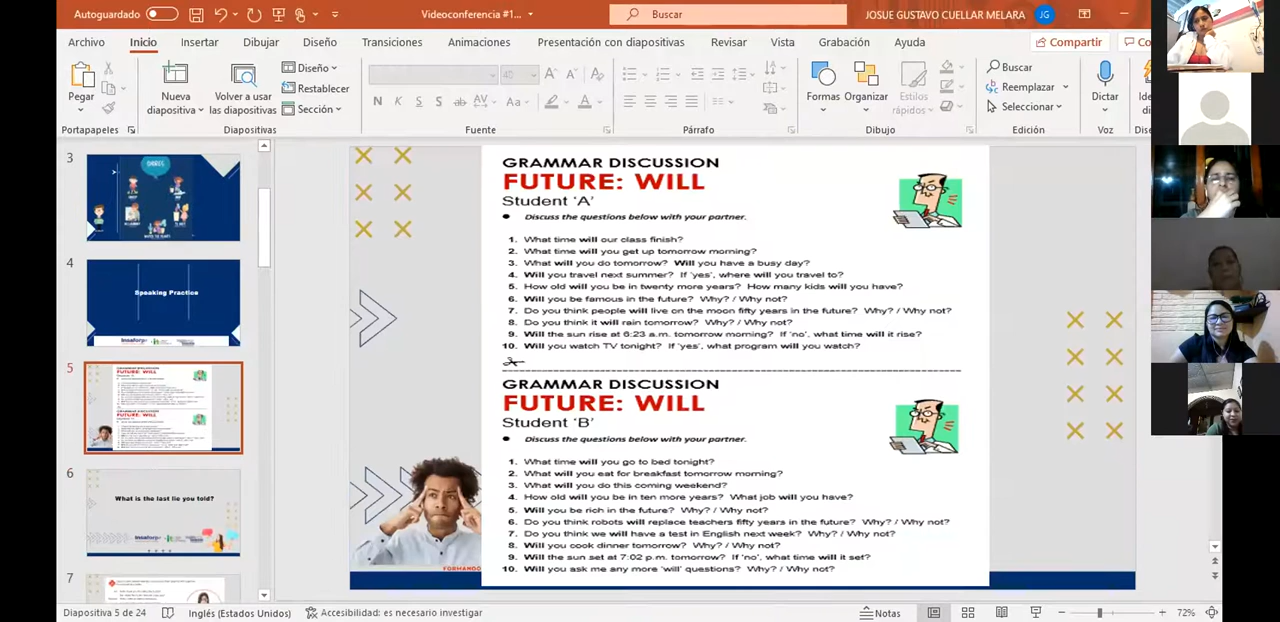 Autoguardado
Videoconferencia #1...
Buscar
JOSUE GUSTAVO CUELLAR MELARA
JG
Archivo
Inicio
Insertar
Dibujar
Diseño
Transiciones
Animaciones
Presentación con diapositivas
Revisar
Vista
Grabación
Ayuda
Compartir
Co
Pegar
Nueva
diapositiva
Volver a usar
las diapositivas
Diseño
Restablecer
Sección
Formas
Organizar
Estilos
rápidos
Buscar
Reemplazar
Seleccionar
Dictar
Portapapeles
Diapositivas
Fuente
Párrafo
Dibujo
Edición
Voz
3
4
Speaking Practice
5
GRAMMAR DISCUSSION
FUTURE: WILL
GRAMMAR DISCUSSION
FUTURE: WILL
6
What is the last lie you told?
7
GRAMMAR DISCUSSION
FUTURE: WILL
Student 'A'
● Discuss the questions below with your partner.
1. What time will our class finish?
2. What time will you get up tomorrow morning?
3. What will you do tomorrow? Will you have a busy day?
4. Will you travel next summer? If 'yes', where will you travel to?
5. How old will you be in twenty more years? How many kids will you have?
6. Will you be famous in the future? Why? / Why not?
7. Do you think people will live on the moon fifty years in the future? Why? / Why not?
8. Do you think it will rain tomorrow? Why? / Why not?
9. Will the sun rise at 6:23 a.m. tomorrow morning? If 'no', what time will it rise?
10. Will you watch TV tonight? If 'yes', what program will you watch?
GRAMMAR DISCUSSION
FUTURE: WILL
Student 'B'
● Discuss the questions below with your partner.
1. What time will you go to bed tonight?
2. What will you eat for breakfast tomorrow morning?
3. What will you do this coming weekend?
4. How old will you be in ten more years? What job will you have?
5. Will you be rich in the future? Why? / Why not?
6. Do you think robots will replace teachers fifty years in the future? Why? / Why not?
7. Do you think we will have a test in English next week? Why? / Why not?
8. Will you cook dinner tomorrow? Why? / Why not?
9. Will the sun set at 7:02 p.m. tomorrow? If 'no', what time will it set?
10. Will you ask me any more 'will' questions? Why? / Why not?
FORMANDO
Diapositiva 5 de 24
Inglés (Estados Unidos)
Accesibilidad: es necesario investigar
Notas
72%